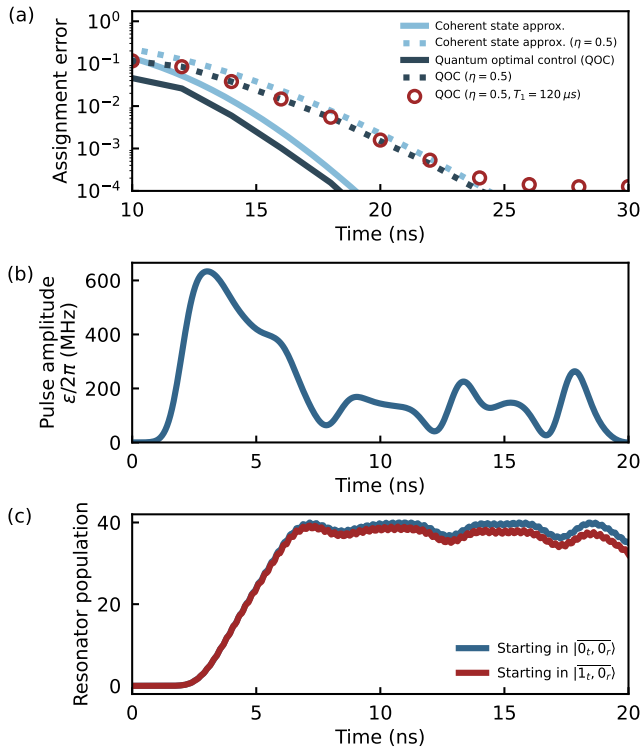 (a)
Assignment error
10⁰
10⁻¹
10⁻²
10⁻³
10⁻⁴
Coherent state approx.
Coherent state approx. (η = 0.5)
Quantum optimal control (QOC)
QOC (η = 0.5)
QOC (η = 0.5, T₁ = 120 μs)
10 15 20 25 30
Time (ns)
(b)
Pulse amplitude
ε/2π (MHz)
600
400
200
0
0 5 10 15 20
Time (ns)
(c)
Resonator population
40
20
0
Starting in |0̅ₜ,̅ 0̅ᵣ⟩
Starting in |1̅ₜ,̅ 0̅ᵣ⟩
0 5 10 15 20
Time (ns)